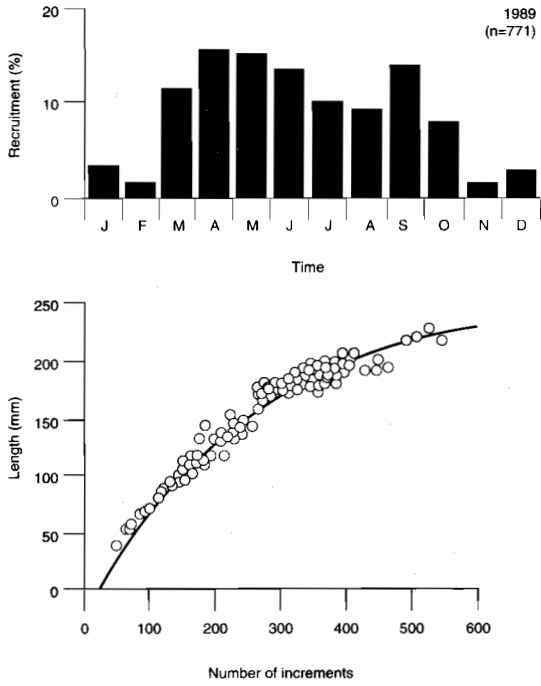 20
1989
(n=771)
Recruitment (%)
10
0
J F M A M J J A S O N D
Time
250
200
150
100
50
0
Length (mm)
0 100 200 300 400 500 600
Number of increments